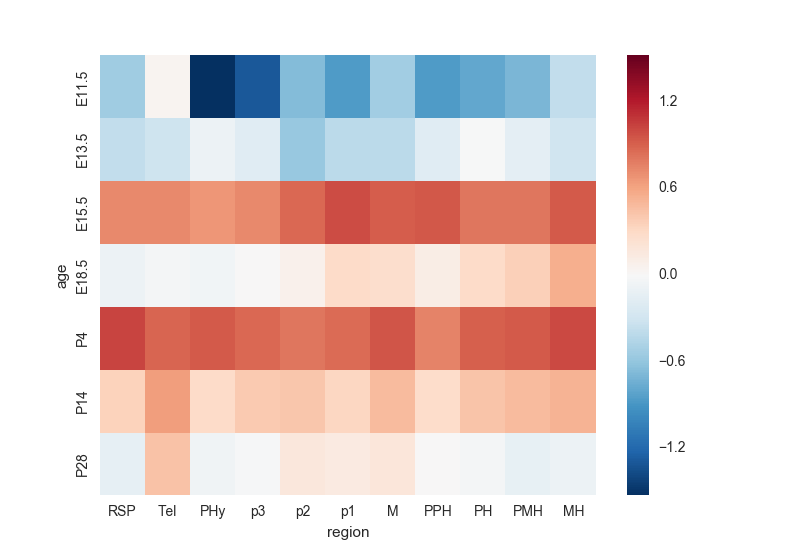 E11.5
E13.5
E15.5
E18.5
P4
P14
P28
age
RSP Tel PHy p3 p2 p1 M PPH PH PMH MH
region
1.2
0.6
0.0
−0.6
−1.2